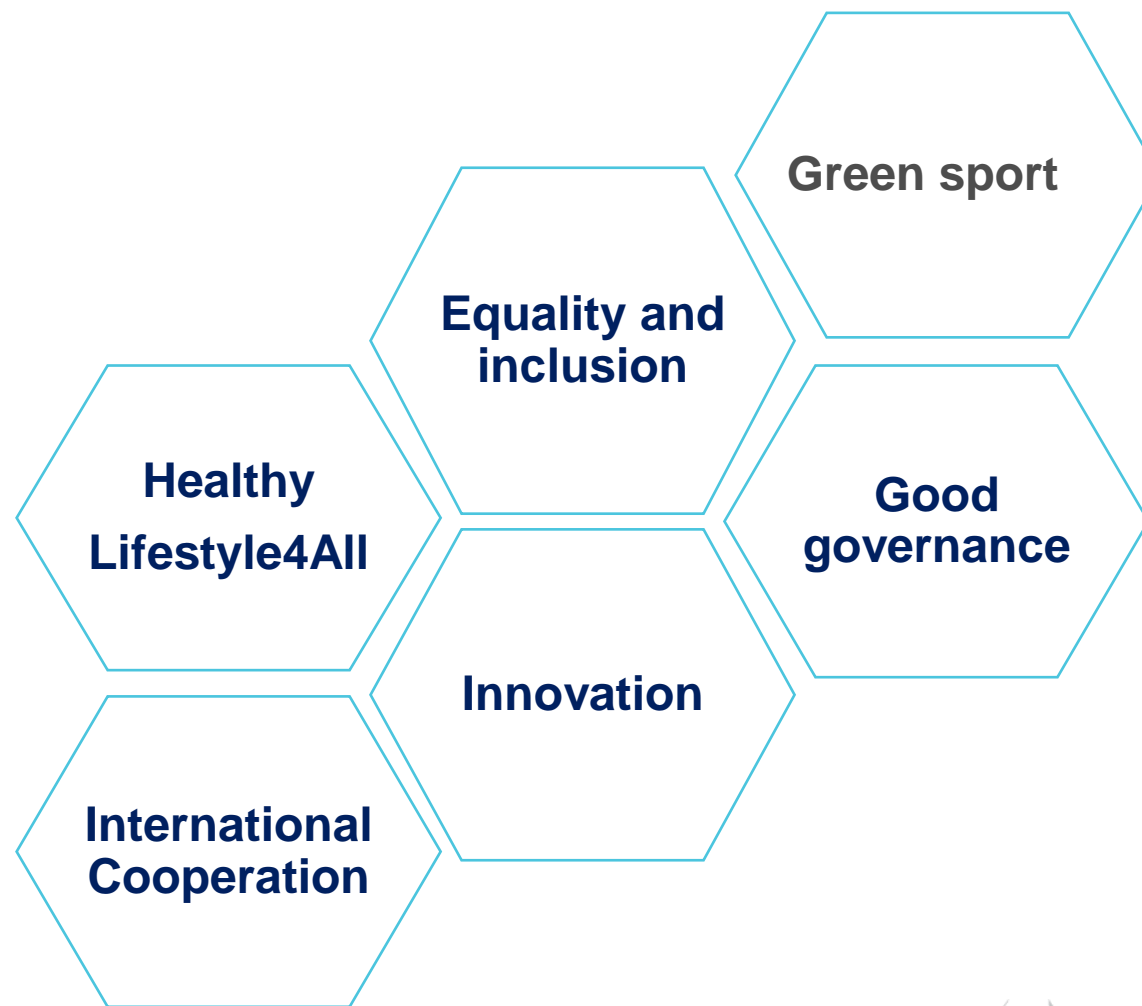 Green sport
Equality and
inclusion
Healthy
Lifestyle4All
Good
governance
Innovation
International
Cooperation